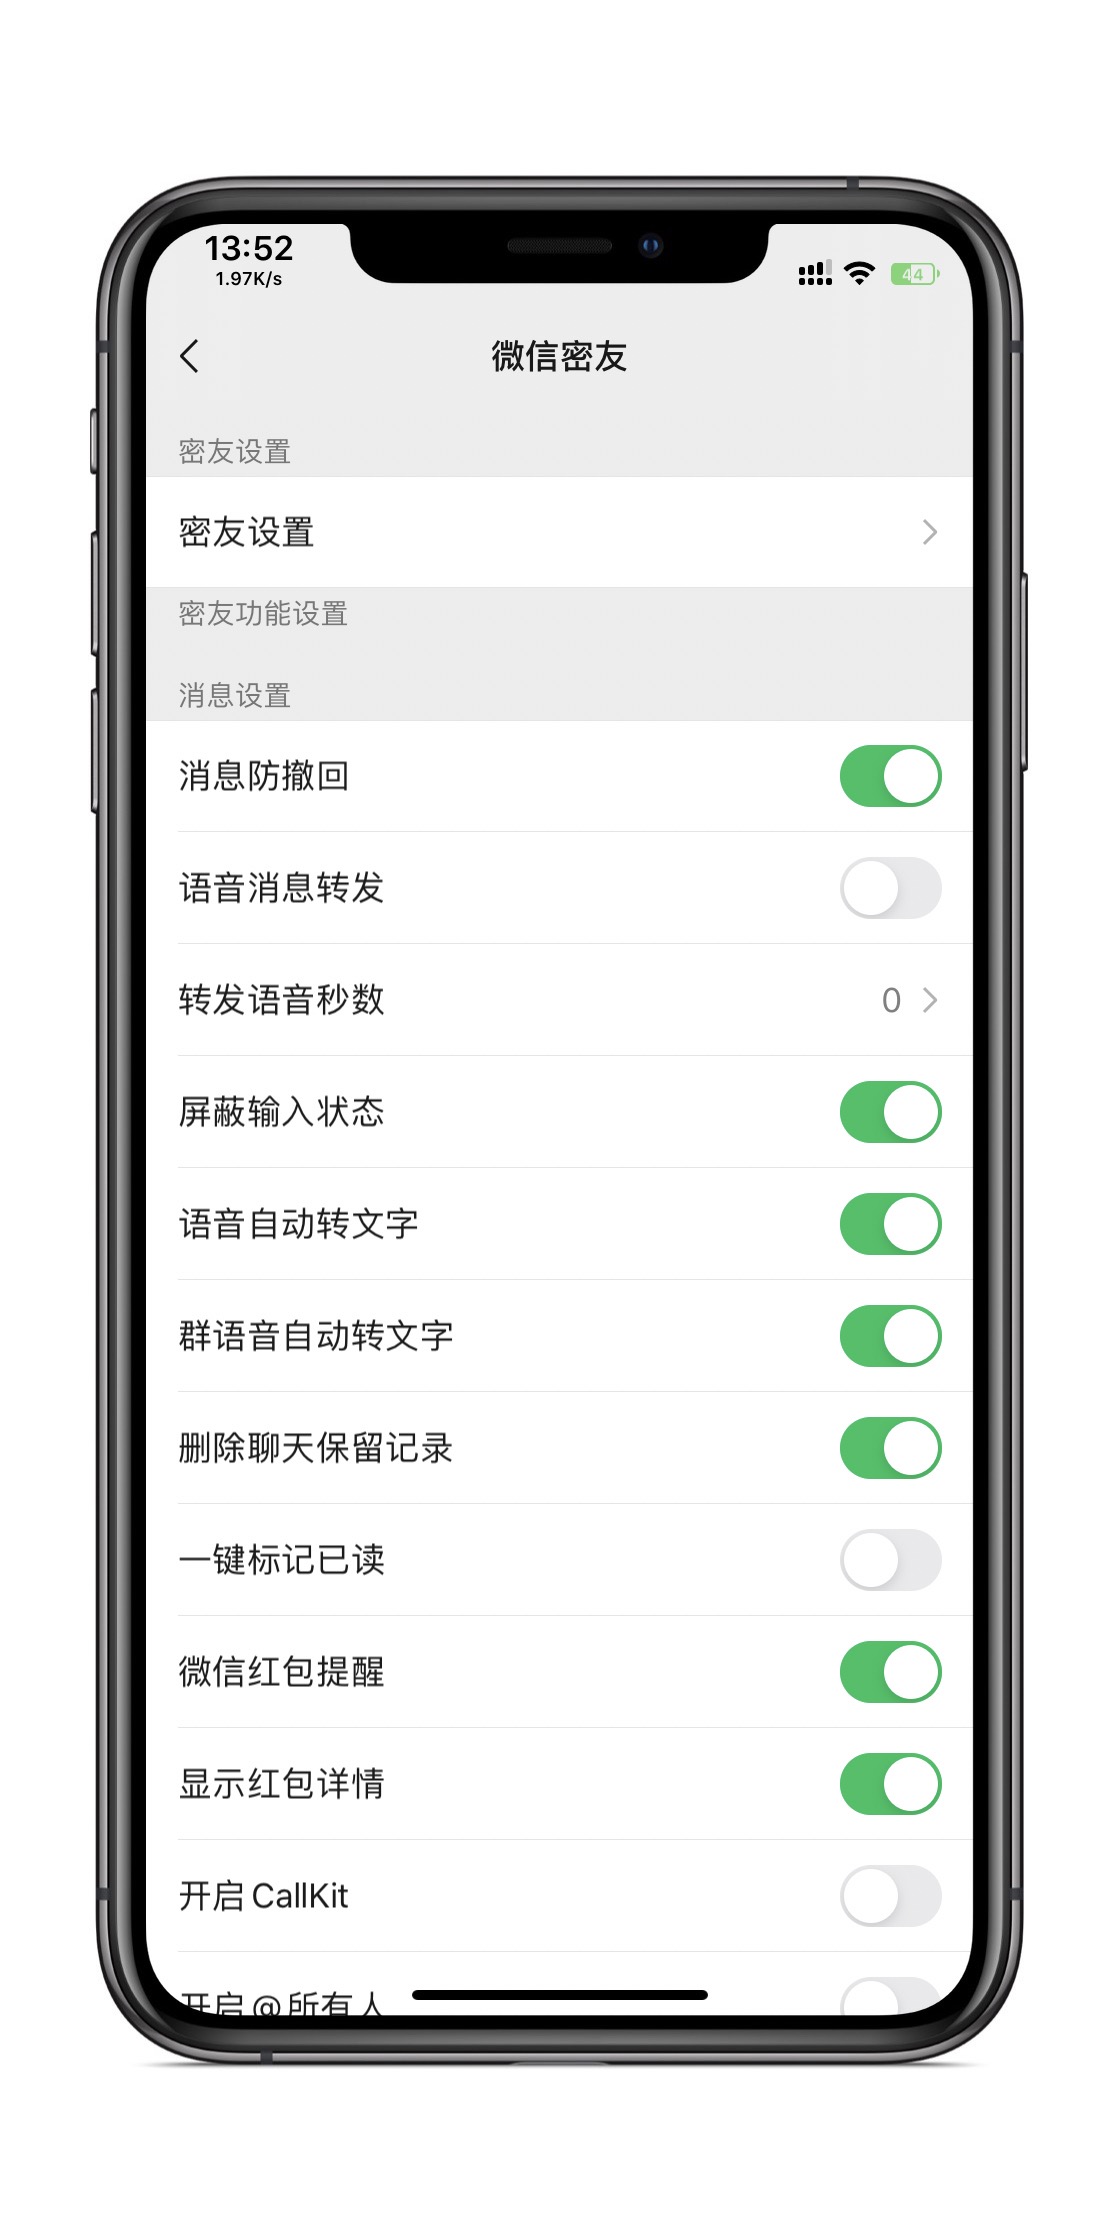 13:52
1.97K/s
44
微信密友
密友设置
密友设置
密友功能设置
消息设置
消息防撤回
语音消息转发
转发语音秒数 0
屏蔽输入状态
语音自动转文字
群语音自动转文字
删除聊天保留记录
一键标记已读
微信红包提醒
显示红包详情
开启 CallKit
开启 @ 所有人